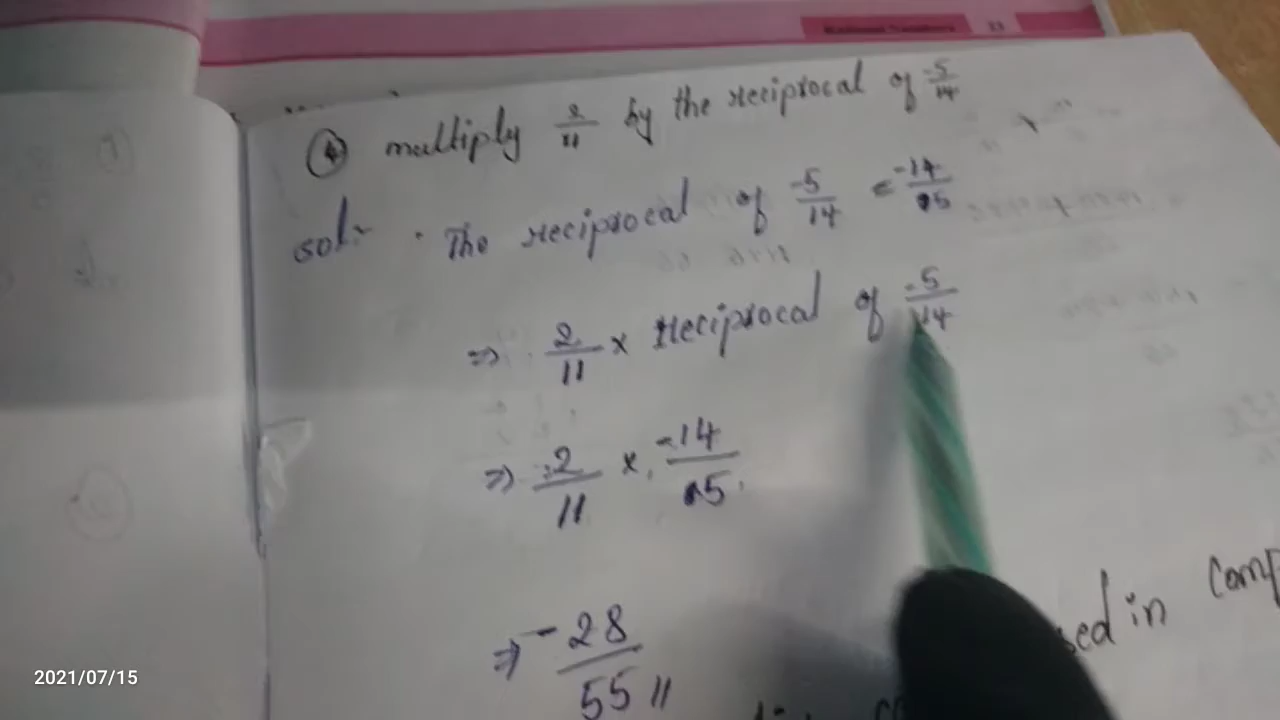 ④ multiply 2/11 by the reciprocal of -5/14
sol:- The reciprocal of -5/14 = -14/5
⇒ 2/11 × reciprocal of -5/14
⇒ 2/11 × -14/5
⇒ -28/55 //
sed in comp
2021/07/15